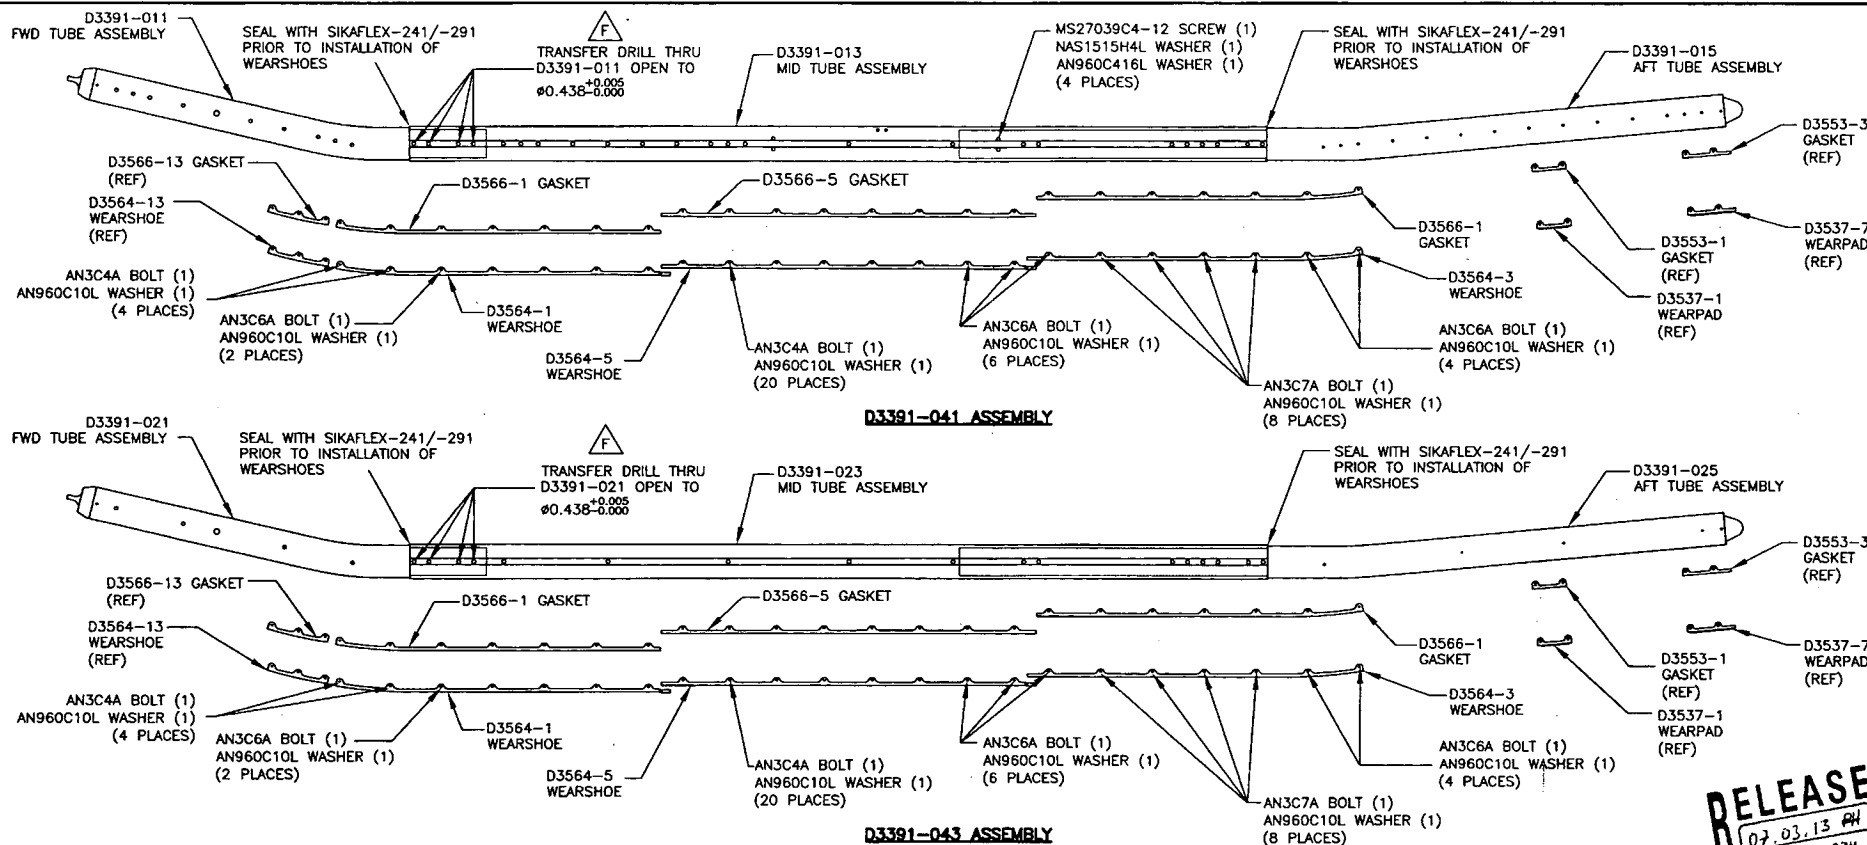 D3391-011
FWD TUBE ASSEMBLY
SEAL WITH SIKAFLEX-241/-291
PRIOR TO INSTALLATION OF
WEARSHOES
F
TRANSFER DRILL THRU
D3391-011 OPEN TO
ø0.438 +0.005 -0.000
D3391-013
MID TUBE ASSEMBLY
MS27039C4-12 SCREW (1)
NAS1515H4L WASHER (1)
AN960C416L WASHER (1)
(4 PLACES)
SEAL WITH SIKAFLEX-241/-291
PRIOR TO INSTALLATION OF
WEARSHOES
D3391-015
AFT TUBE ASSEMBLY
D3566-13 GASKET
(REF)
D3564-13
WEARSHOE
(REF)
D3566-1 GASKET
D3566-5 GASKET
D3566-1
GASKET
D3553-3
GASKET
(REF)
D3553-1
GASKET
(REF)
D3537-7
WEARPAD
(REF)
D3537-1
WEARPAD
(REF)
AN3C4A BOLT (1)
AN960C10L WASHER (1)
(4 PLACES)
AN3C6A BOLT (1)
AN960C10L WASHER (1)
(2 PLACES)
D3564-1
WEARSHOE
D3564-5
WEARSHOE
AN3C4A BOLT (1)
AN960C10L WASHER (1)
(20 PLACES)
AN3C6A BOLT (1)
AN960C10L WASHER (1)
(6 PLACES)
AN3C7A BOLT (1)
AN960C10L WASHER (1)
(8 PLACES)
D3564-3
WEARSHOE
AN3C6A BOLT (1)
AN960C10L WASHER (1)
(4 PLACES)
D3391-041 ASSEMBLY
D3391-021
FWD TUBE ASSEMBLY
SEAL WITH SIKAFLEX-241/-291
PRIOR TO INSTALLATION OF
WEARSHOES
F
TRANSFER DRILL THRU
D3391-021 OPEN TO
ø0.438 +0.005 -0.000
D3391-023
MID TUBE ASSEMBLY
SEAL WITH SIKAFLEX-241/-291
PRIOR TO INSTALLATION OF
WEARSHOES
D3391-025
AFT TUBE ASSEMBLY
D3566-13 GASKET
(REF)
D3564-13
WEARSHOE
(REF)
D3566-1 GASKET
D3566-5 GASKET
D3566-1
GASKET
D3553-3
GASKET
(REF)
D3553-1
GASKET
(REF)
D3537-7
WEARPAD
(REF)
D3537-1
WEARPAD
(REF)
AN3C4A BOLT (1)
AN960C10L WASHER (1)
(4 PLACES)
AN3C6A BOLT (1)
AN960C10L WASHER (1)
(2 PLACES)
D3564-1
WEARSHOE
D3564-5
WEARSHOE
AN3C4A BOLT (1)
AN960C10L WASHER (1)
(20 PLACES)
AN3C6A BOLT (1)
AN960C10L WASHER (1)
(6 PLACES)
AN3C7A BOLT (1)
AN960C10L WASHER (1)
(8 PLACES)
D3564-3
WEARSHOE
AN3C6A BOLT (1)
AN960C10L WASHER (1)
(4 PLACES)
D3391-043 ASSEMBLY
RELEASE
07.03.13